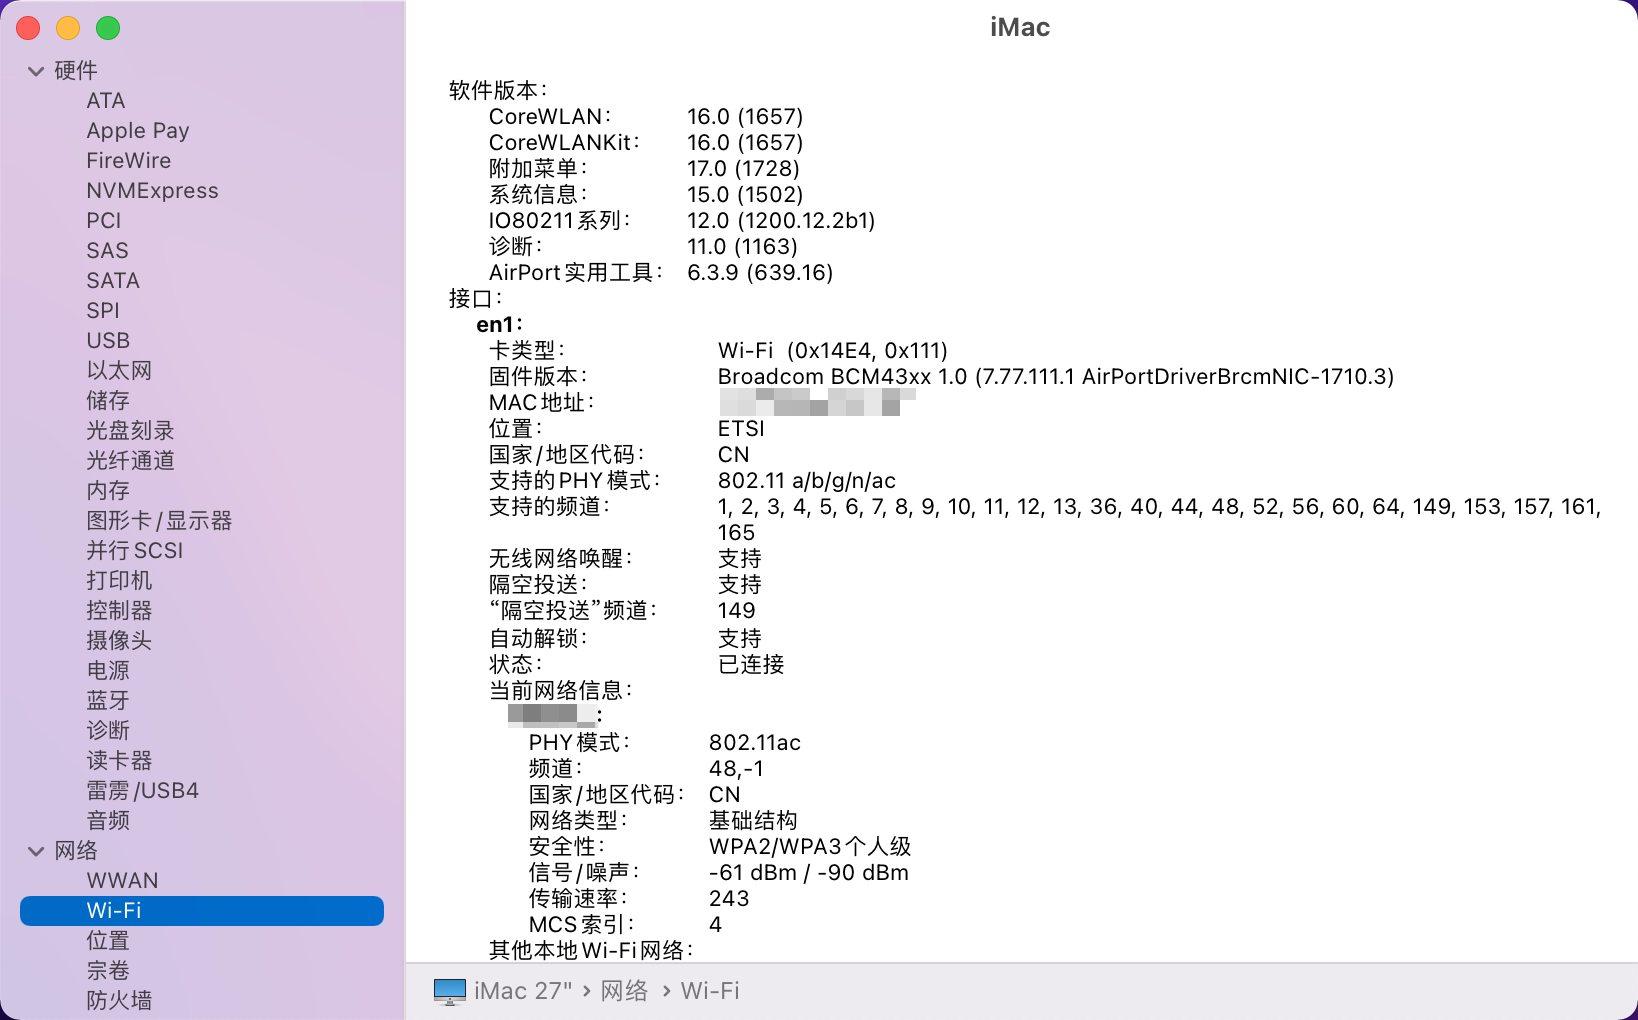 iMac
硬件
ATA
Apple Pay
FireWire
NVMExpress
PCI
SAS
SATA
SPI
USB
以太网
储存
光盘刻录
光纤通道
内存
图形卡/显示器
并行SCSI
打印机
控制器
摄像头
电源
蓝牙
诊断
读卡器
雷雳/USB4
音频
网络
WWAN
Wi-Fi
位置
宗卷
防火墙
软件版本：
CoreWLAN： 16.0 (1657)
CoreWLANKit： 16.0 (1657)
附加菜单： 17.0 (1728)
系统信息： 15.0 (1502)
IO80211系列： 12.0 (1200.12.2b1)
诊断： 11.0 (1163)
AirPort实用工具： 6.3.9 (639.16)
接口：
en1：
卡类型： Wi-Fi (0x14E4, 0x111)
固件版本： Broadcom BCM43xx 1.0 (7.77.111.1 AirPortDriverBrcmNIC-1710.3)
MAC地址：
位置： ETSI
国家/地区代码： CN
支持的PHY模式： 802.11 a/b/g/n/ac
支持的频道： 1, 2, 3, 4, 5, 6, 7, 8, 9, 10, 11, 12, 13, 36, 40, 44, 48, 52, 56, 60, 64, 149, 153, 157, 161,
165
无线网络唤醒： 支持
隔空投送： 支持
“隔空投送”频道： 149
自动解锁： 支持
状态： 已连接
当前网络信息：
：
PHY模式： 802.11ac
频道： 48,-1
国家/地区代码： CN
网络类型： 基础结构
安全性： WPA2/WPA3个人级
信号/噪声： -61 dBm / -90 dBm
传输速率： 243
MCS索引： 4
其他本地Wi-Fi网络：
iMac 27" › 网络 › Wi-Fi